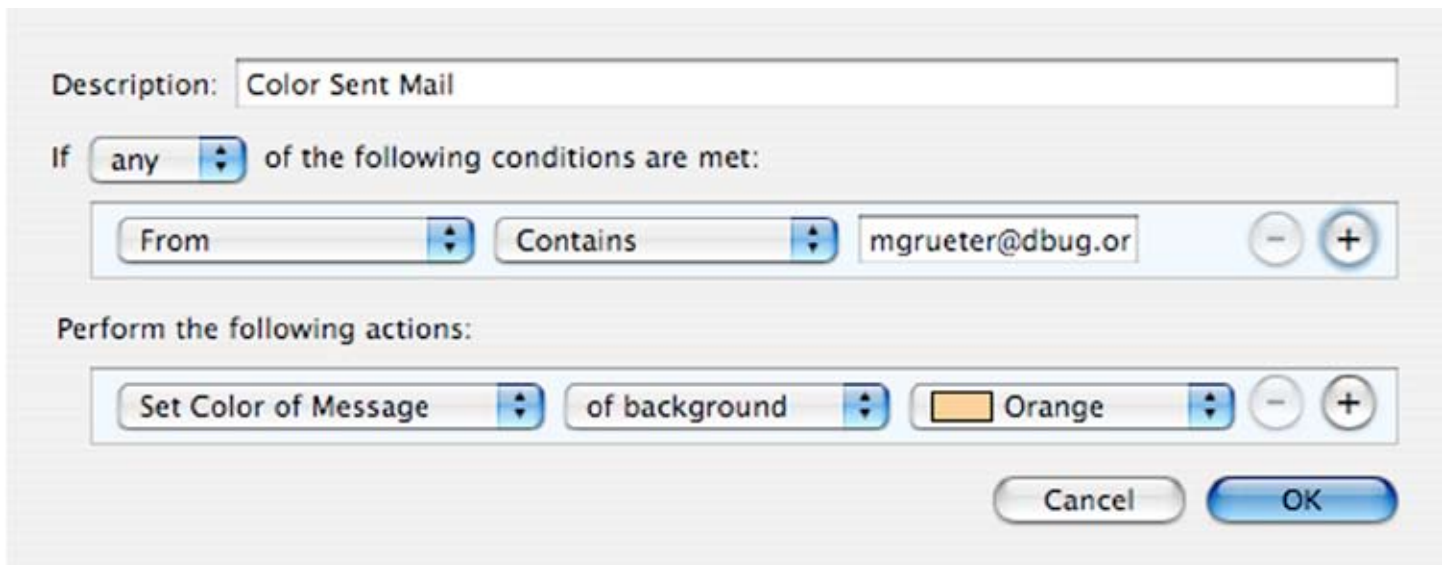 Description: Color Sent Mail
If any of the following conditions are met:
From Contains mgrueter@dbug.or - +
Perform the following actions:
Set Color of Message of background Orange - +
Cancel OK